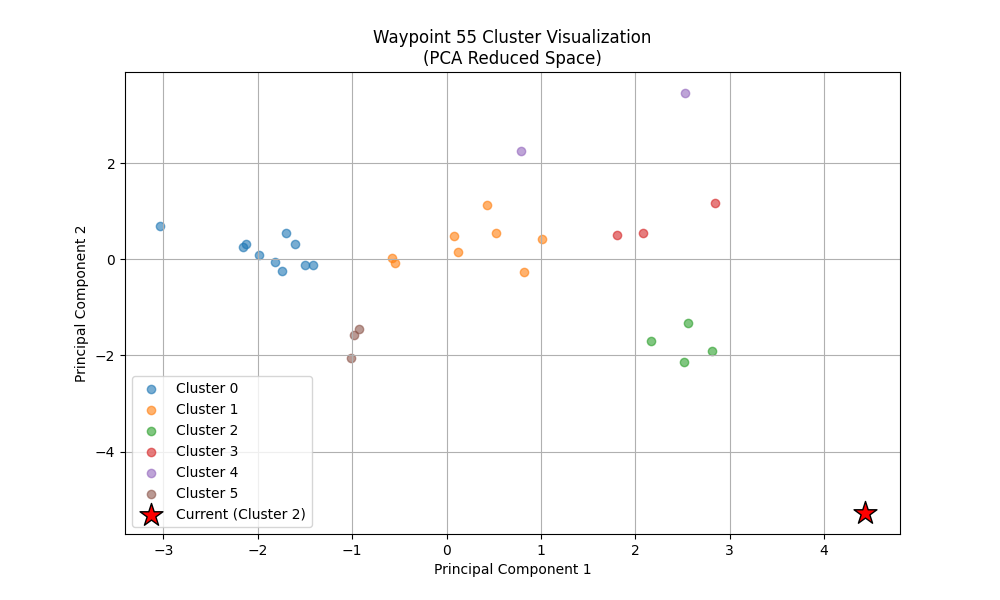 Waypoint 55 Cluster Visualization
(PCA Reduced Space)
Principal Component 2
2
0
−2
−4
Cluster 0
Cluster 1
Cluster 2
Cluster 3
Cluster 4
Cluster 5
Current (Cluster 2)
−3 −2 −1 0 1 2 3 4
Principal Component 1